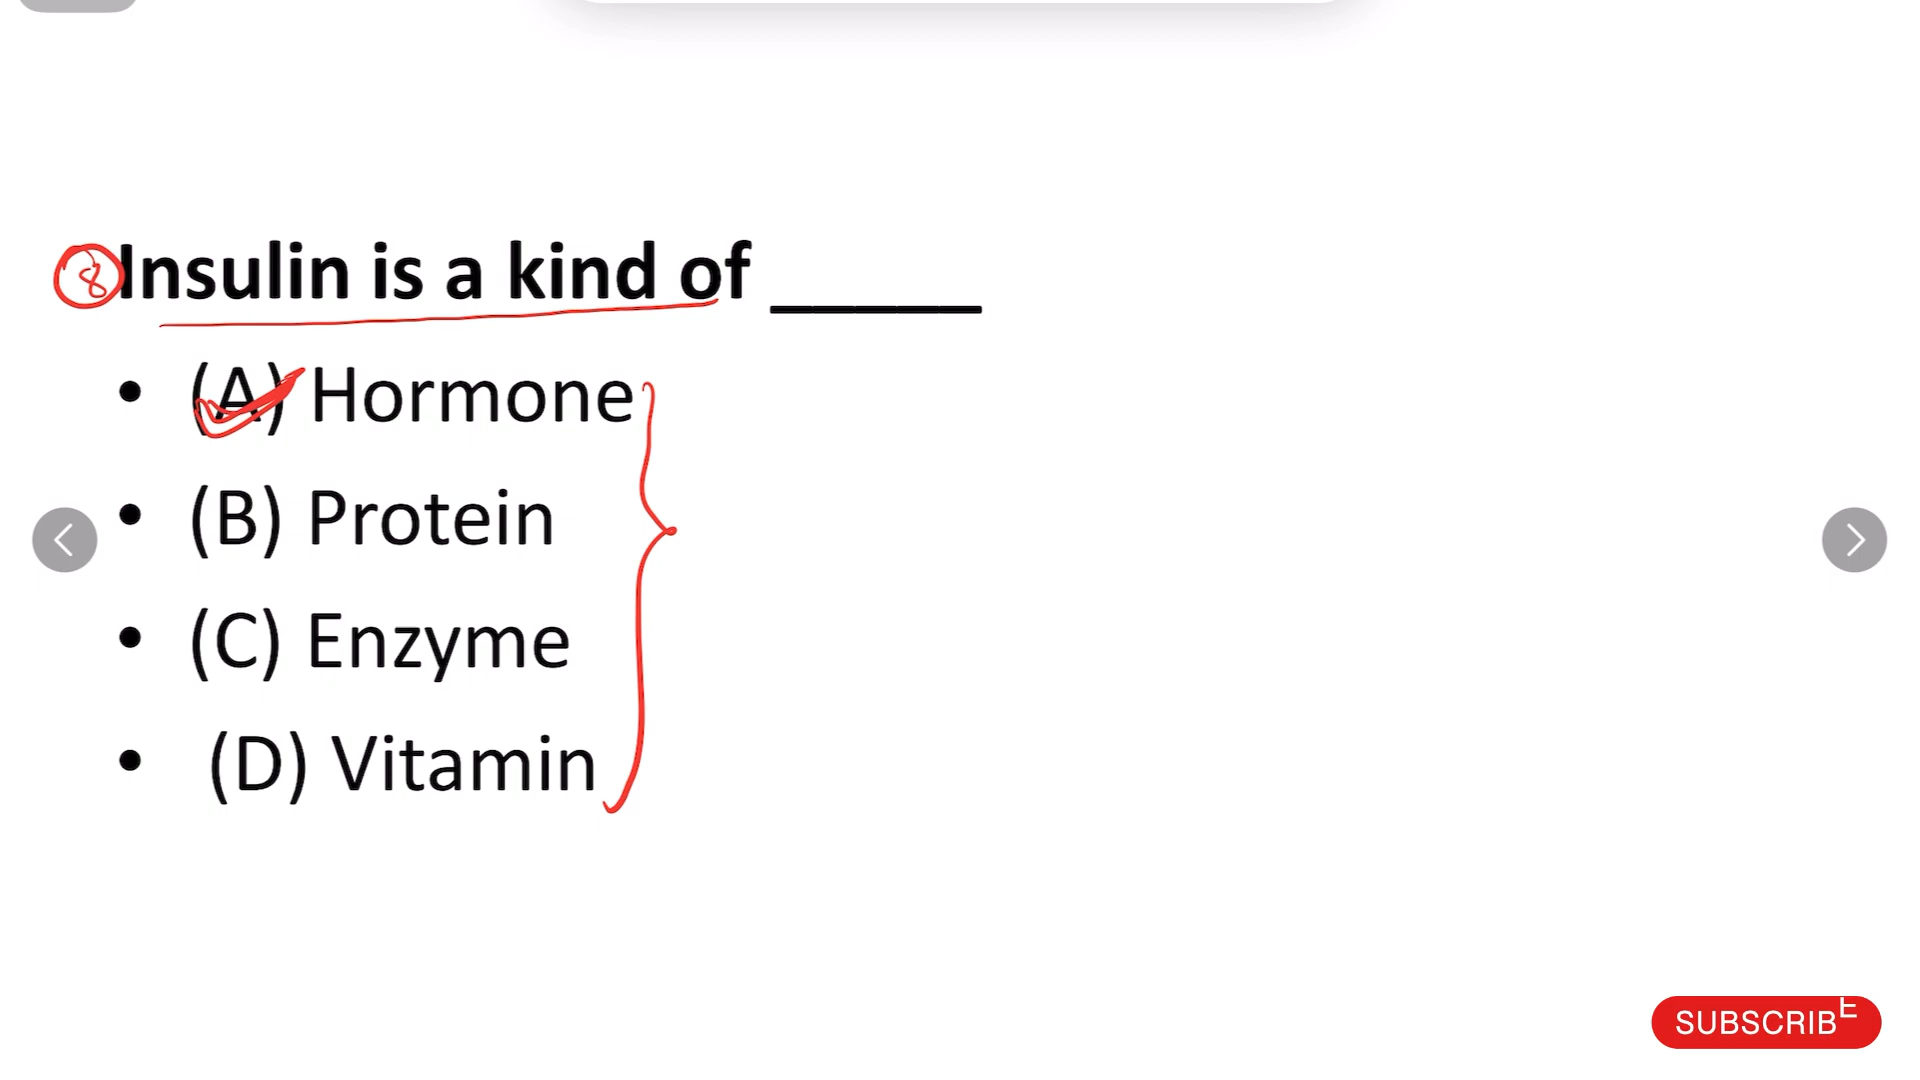 8 Insulin is a kind of _____
• (A) Hormone
• (B) Protein
• (C) Enzyme
• (D) Vitamin
SUBSCRIBE